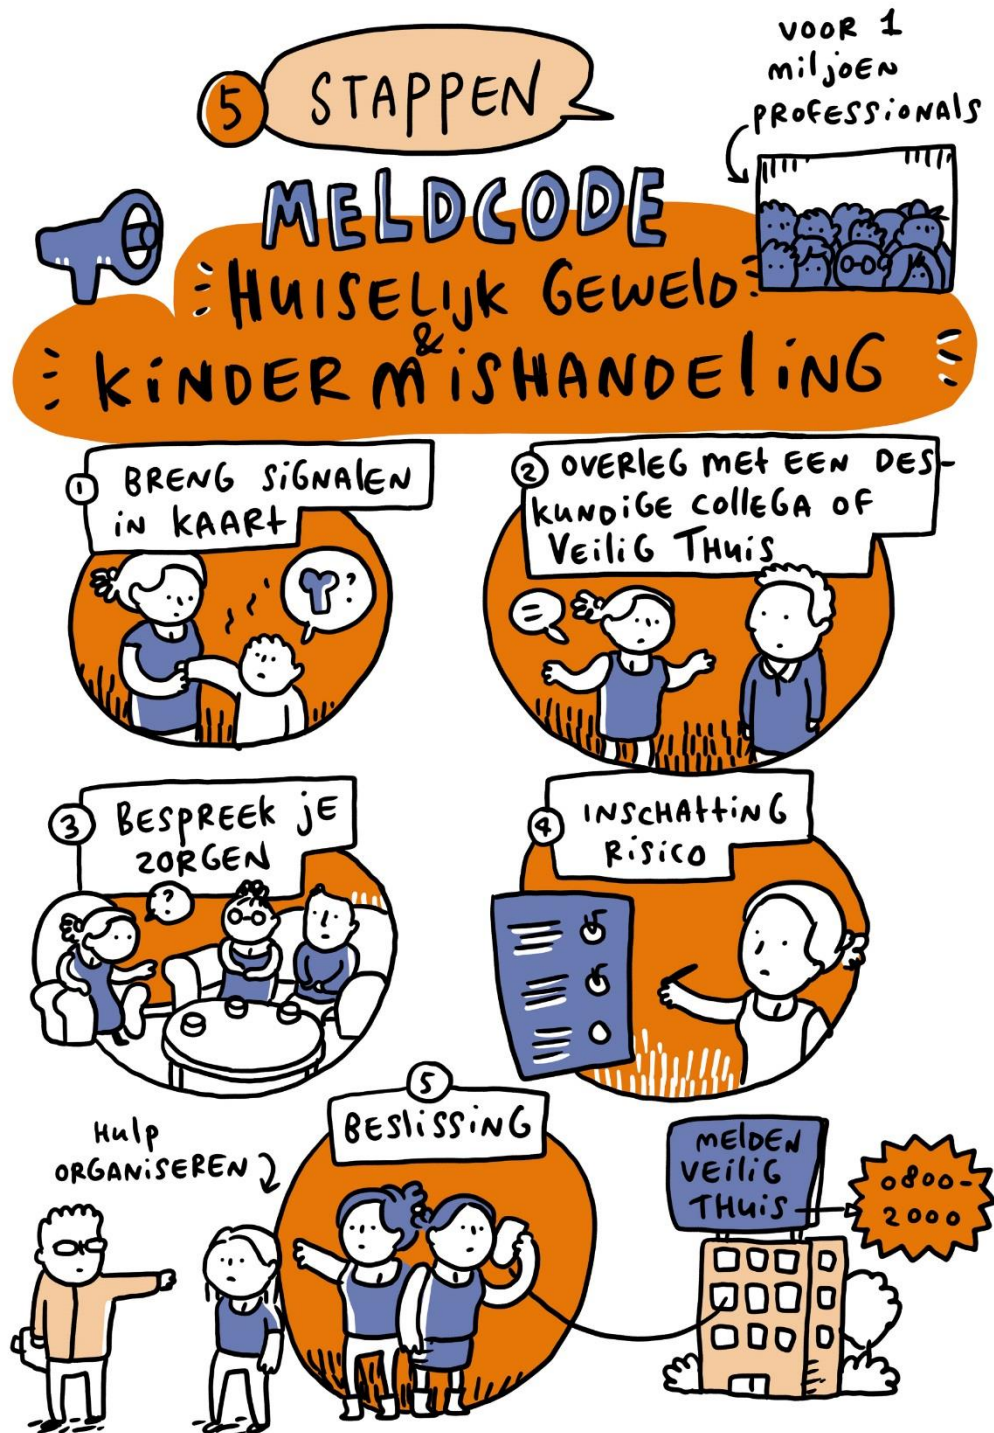 5 STAPPEN
VOOR 1
miljoen
professionals
MELDCODE
HUISELIJK GEWELD
&
KINDERMISHANDELING
1 BRENG SIGNALEN
IN KAART
?
2 OVERLEG MET EEN DES-
KUNDIGE COLLEGA OF
VEILIG THUIS
3 BESPREEK JE
ZORGEN
?
4 INSCHATTING
RISICO
5
BESLISSING
Hulp
ORGANISEREN
MELDEN
VEILIG
THUIS
0800-
2000